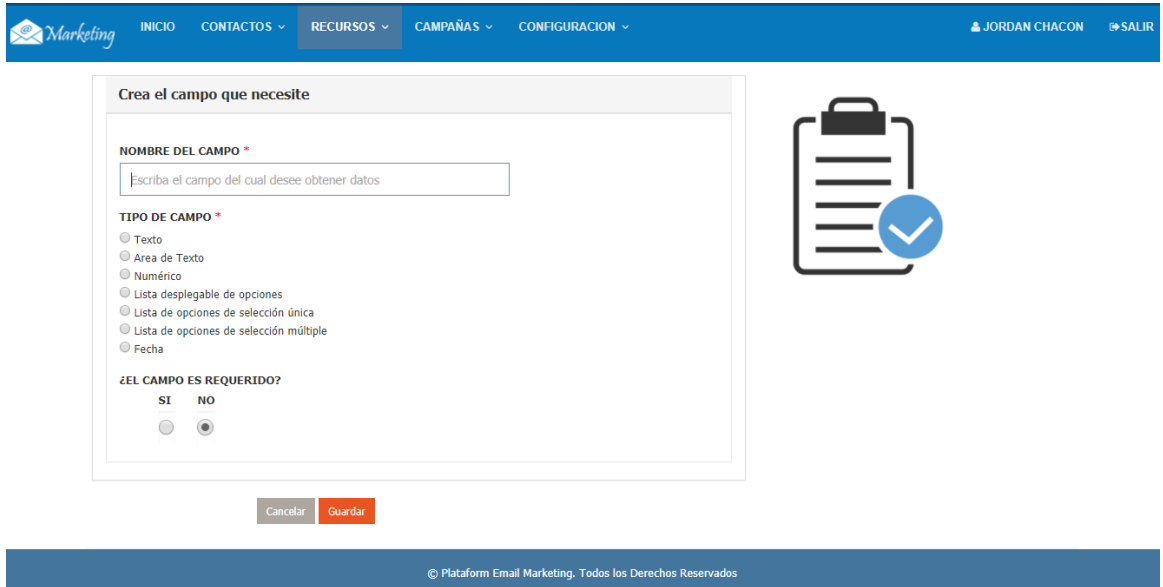 Marketing INICIO CONTACTOS RECURSOS CAMPAÑAS CONFIGURACION JORDAN CHACON SALIR
Crea el campo que necesite
NOMBRE DEL CAMPO *
Escriba el campo del cual desee obtener datos
TIPO DE CAMPO *
Texto
Area de Texto
Numérico
Lista desplegable de opciones
Lista de opciones de selección única
Lista de opciones de selección múltiple
Fecha
¿EL CAMPO ES REQUERIDO?
SI NO
Cancelar Guardar
© Plataform Email Marketing. Todos los Derechos Reservados